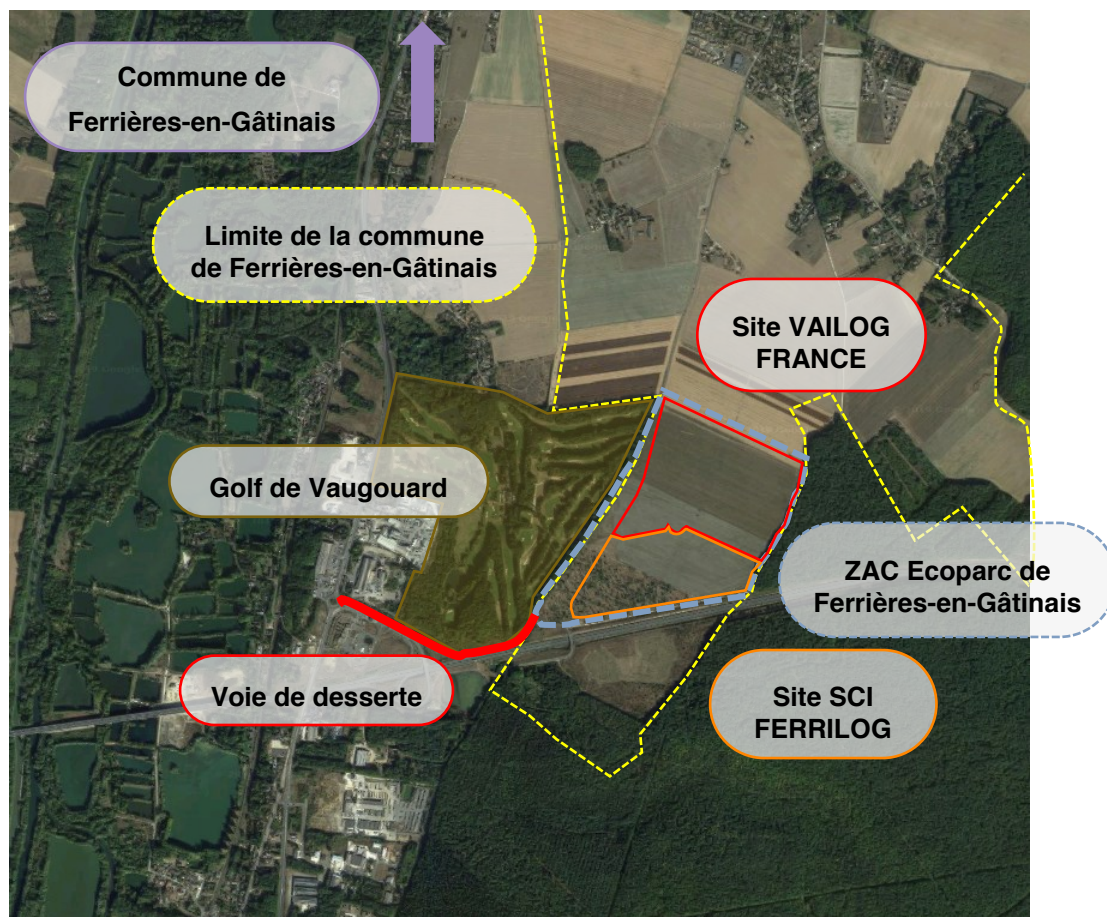 Commune de
Ferrières-en-Gâtinais
Limite de la commune
de Ferrières-en-Gâtinais
Site VAILOG
FRANCE
Golf de Vaugouard
ZAC Ecoparc de
Ferrières-en-Gâtinais
Voie de desserte
Site SCI
FERRILOG